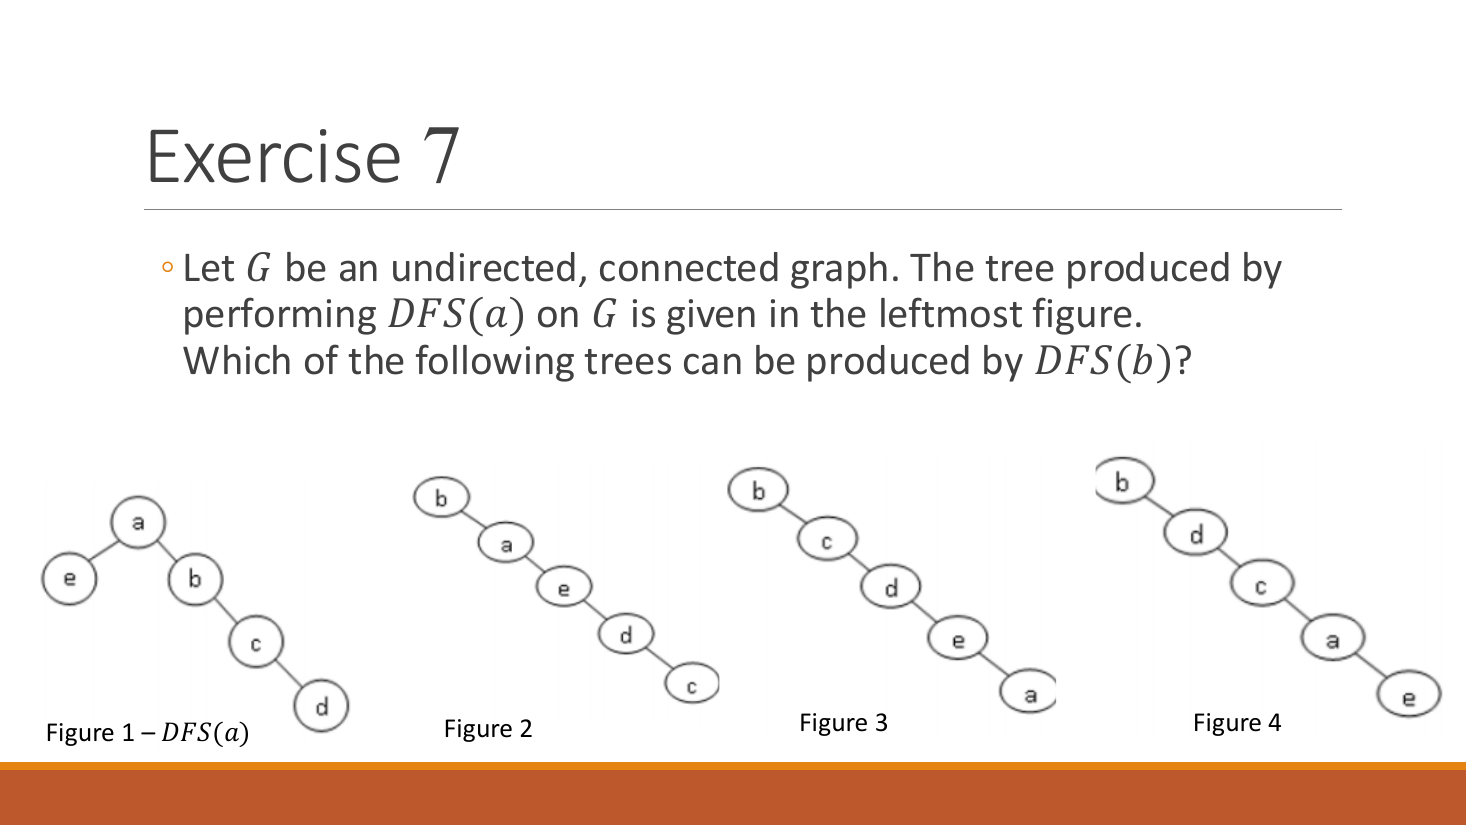 Exercise 7
◦ Let 𝐺 be an undirected, connected graph. The tree produced by
performing 𝐷𝐹𝑆(𝑎) on 𝐺 is given in the leftmost figure.
Which of the following trees can be produced by 𝐷𝐹𝑆(𝑏)?
a
e
b
c
d
Figure 1 – 𝐷𝐹𝑆(𝑎)
b
a
e
d
c
Figure 2
b
c
d
e
a
Figure 3
b
d
c
a
e
Figure 4